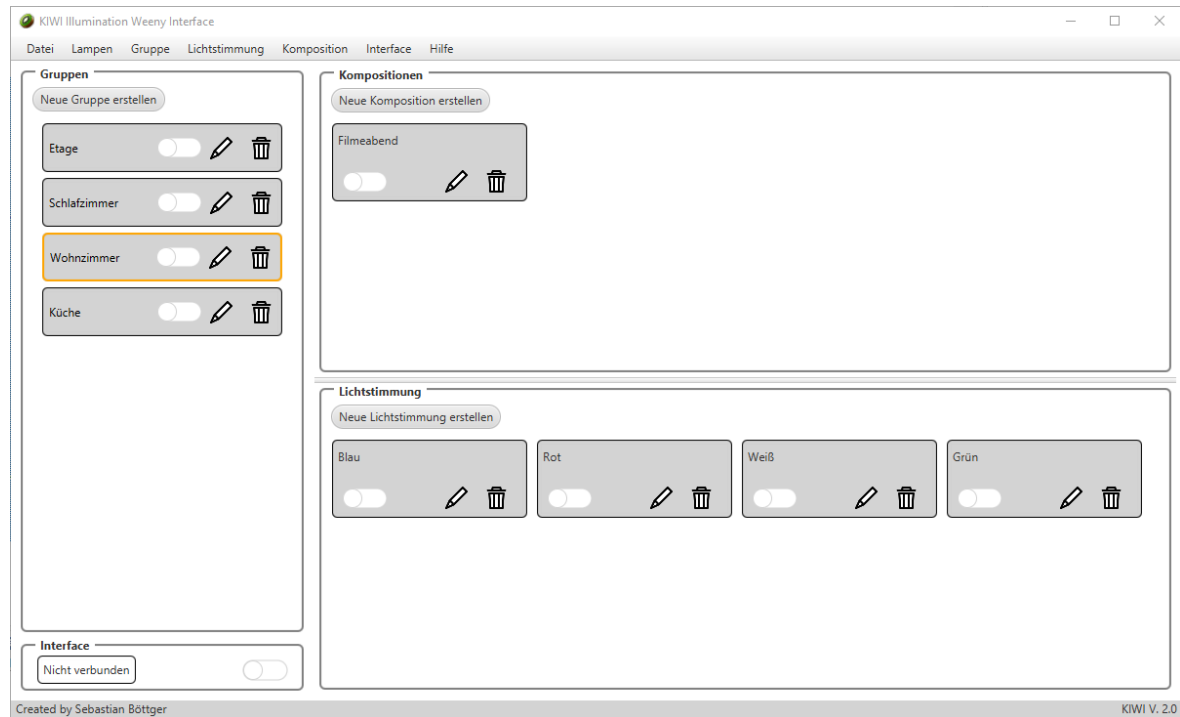 KIWI Illumination Weeny Interface
Datei Lampen Gruppe Lichtstimmung Komposition Interface Hilfe
Gruppen
Neue Gruppe erstellen
Etage
Schlafzimmer
Wohnzimmer
Küche
Interface
Nicht verbunden
Kompositionen
Neue Komposition erstellen
Filmeabend
Lichtstimmung
Neue Lichtstimmung erstellen
Blau Rot Weiß Grün
Created by Sebastian Böttger KIWI V. 2.0